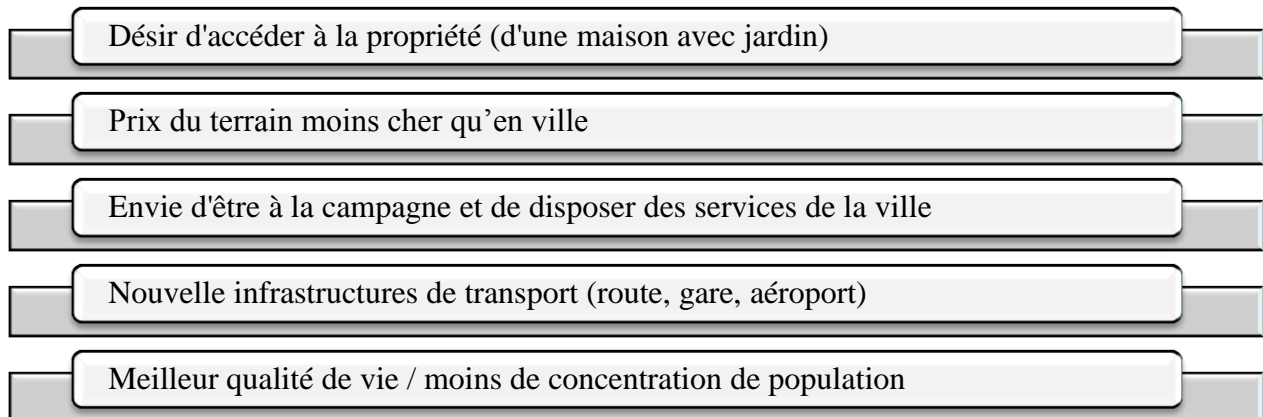 Désir d'accéder à la propriété (d'une maison avec jardin)
Prix du terrain moins cher qu’en ville
Envie d'être à la campagne et de disposer des services de la ville
Nouvelle infrastructures de transport (route, gare, aéroport)
Meilleur qualité de vie / moins de concentration de population